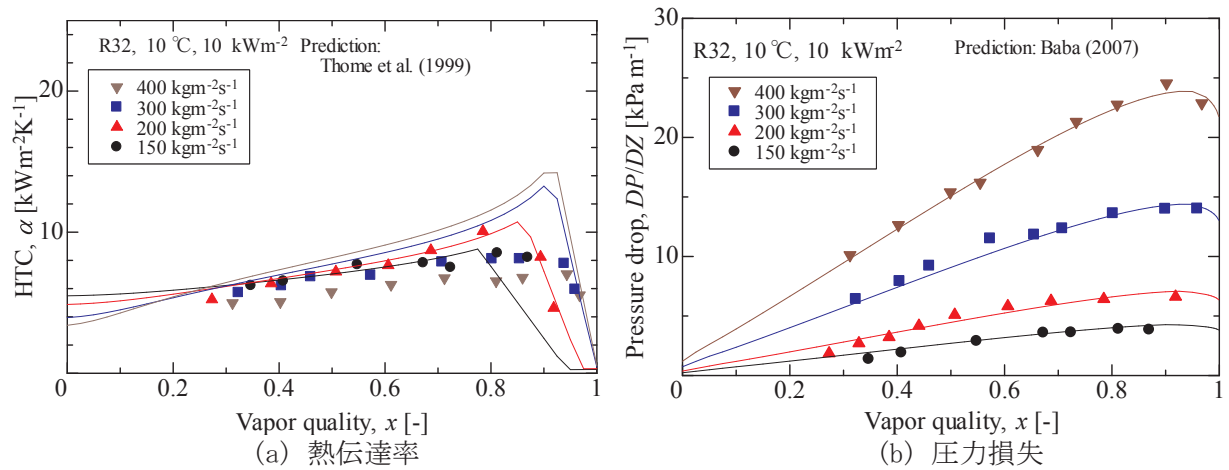 R32, 10 ℃, 10 kWm-2 Prediction:
Thome et al. (1999)
400 kgm-2s-1
300 kgm-2s-1
200 kgm-2s-1
150 kgm-2s-1
HTC, α [kWm-2K-1]
20
10
0 0.2 0.4 0.6 0.8 1
Vapor quality, x [-]
(a) 熱伝達率
R32, 10 ℃, 10 kWm-2 Prediction: Baba (2007)
400 kgm-2s-1
300 kgm-2s-1
200 kgm-2s-1
150 kgm-2s-1
Pressure drop, DP/DZ [kPa m-1]
30
20
10
0
0 0.2 0.4 0.6 0.8 1
Vapor quality, x [-]
(b) 圧力損失